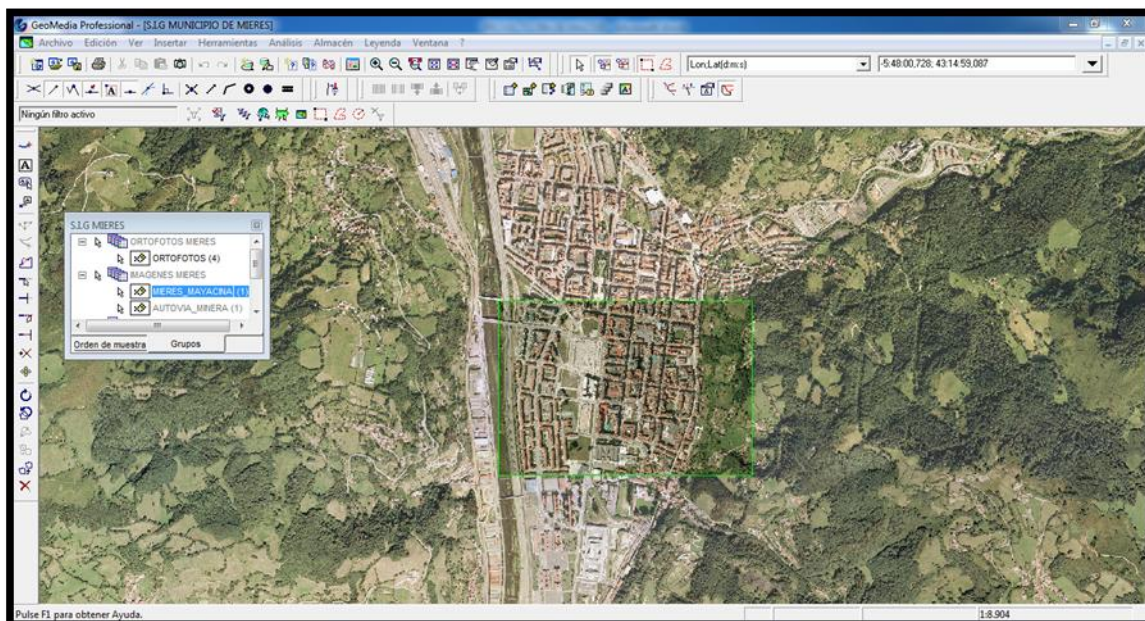 GeoMedia Professional - [S.I.G MUNICIPIO DE MIERES]
Archivo Edición Ver Insertar Herramientas Análisis Almacén Leyenda Ventana ?
Lon;Lat(d:m:s) -5:48:00,728; 43:14:59,087
Ningún filtro activo
S.I.G MIERES
ORTOFOTOS MIERES
ORTOFOTOS (4)
IMAGENES MIERES
MIERES_MAYACINA (1)
AUTOVIA_MINERA (1)
Orden de muestra Grupos
Pulse F1 para obtener Ayuda. 1:8.904